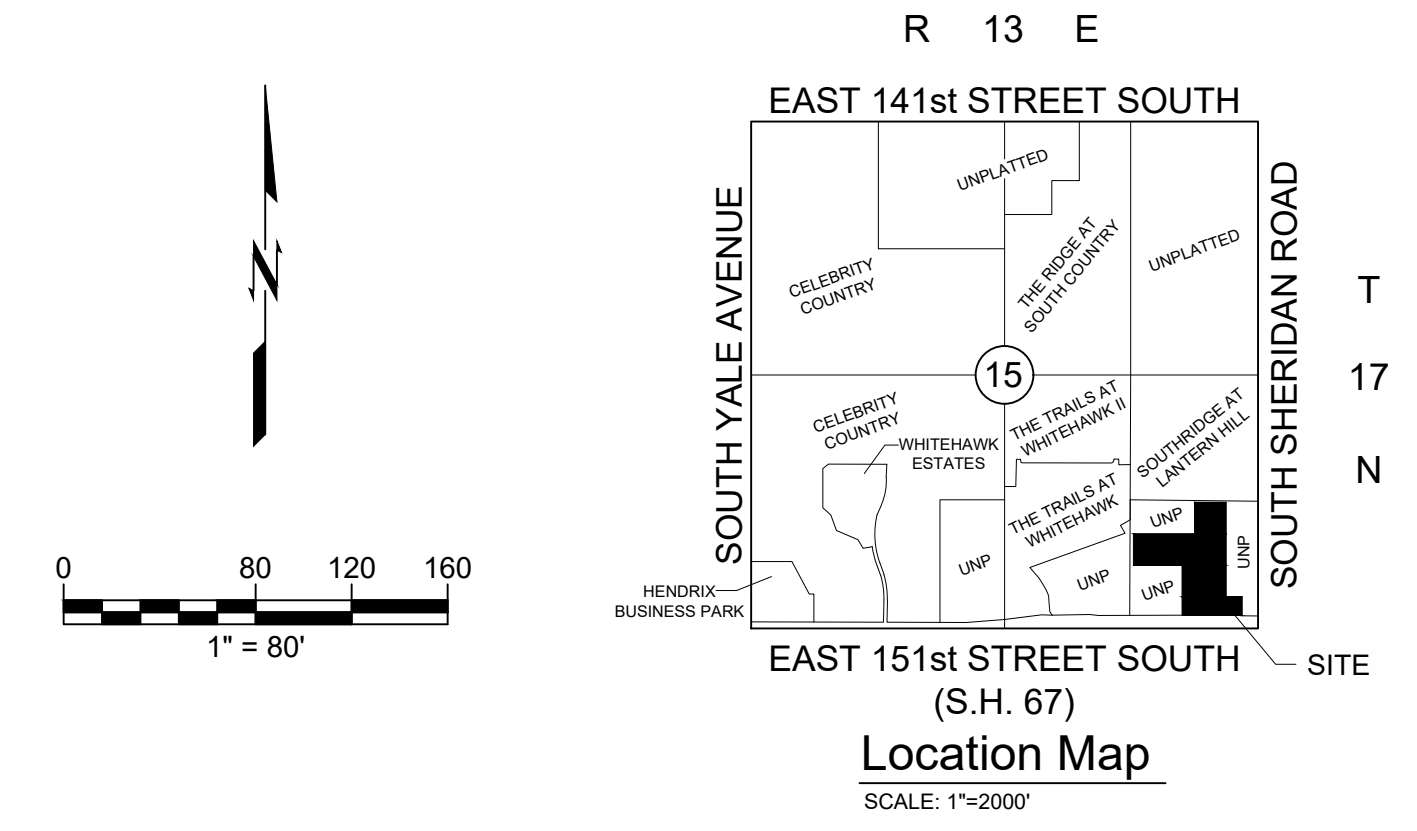 R 13 E
EAST 141st STREET SOUTH
SOUTH YALE AVENUE
SOUTH SHERIDAN ROAD
T
17
N
UNPLATTED
UNPLATTED
THE RIDGE AT
SOUTH COUNTRY
CELEBRITY
COUNTRY
15
CELEBRITY
COUNTRY
WHITEHAWK
ESTATES
THE TRAILS AT
WHITEHAWK II
SOUTHRIDGE AT
LANTERN HILL
THE TRAILS AT
WHITEHAWK
UNP
UNP
UNP
UNP
UNP
HENDRIX
BUSINESS PARK
SITE
EAST 151st STREET SOUTH
(S.H. 67)
Location Map
SCALE: 1"=2000'
N
0 80 120 160
1" = 80'